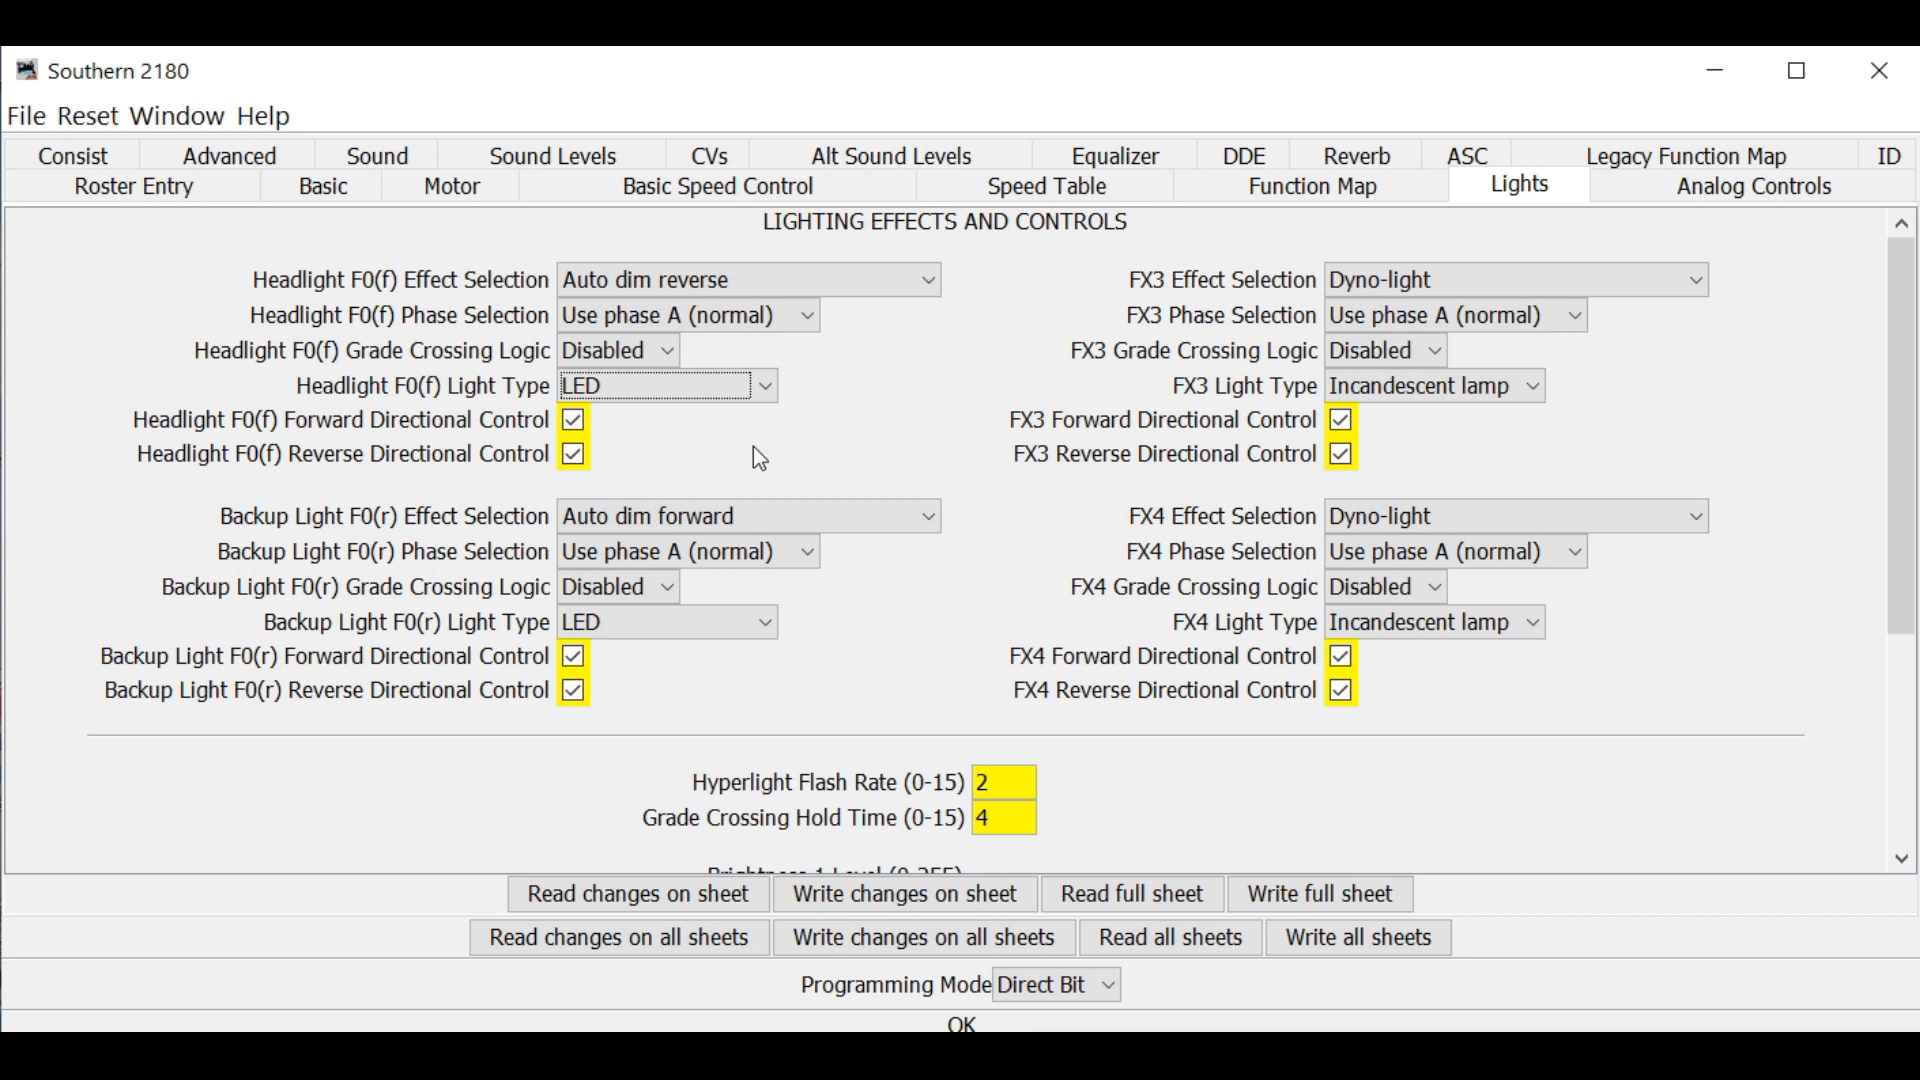 Southern 2180
File Reset Window Help
Consist Advanced Sound Sound Levels CVs Alt Sound Levels Equalizer DDE Reverb ASC Legacy Function Map ID
Roster Entry Basic Motor Basic Speed Control Speed Table Function Map Lights Analog Controls
LIGHTING EFFECTS AND CONTROLS
Headlight F0(f) Effect Selection Auto dim reverse FX3 Effect Selection Dyno-light
Headlight F0(f) Phase Selection Use phase A (normal) FX3 Phase Selection Use phase A (normal)
Headlight F0(f) Grade Crossing Logic Disabled FX3 Grade Crossing Logic Disabled
Headlight F0(f) Light Type LED FX3 Light Type Incandescent lamp
Headlight F0(f) Forward Directional Control FX3 Forward Directional Control
Headlight F0(f) Reverse Directional Control FX3 Reverse Directional Control
Backup Light F0(r) Effect Selection Auto dim forward FX4 Effect Selection Dyno-light
Backup Light F0(r) Phase Selection Use phase A (normal) FX4 Phase Selection Use phase A (normal)
Backup Light F0(r) Grade Crossing Logic Disabled FX4 Grade Crossing Logic Disabled
Backup Light F0(r) Light Type LED FX4 Light Type Incandescent lamp
Backup Light F0(r) Forward Directional Control FX4 Forward Directional Control
Backup Light F0(r) Reverse Directional Control FX4 Reverse Directional Control
Hyperlight Flash Rate (0-15) 2
Grade Crossing Hold Time (0-15) 4
Brightness 1 Level (0-255)
Read changes on sheet Write changes on sheet Read full sheet Write full sheet
Read changes on all sheets Write changes on all sheets Read all sheets Write all sheets
Programming Mode Direct Bit
OK